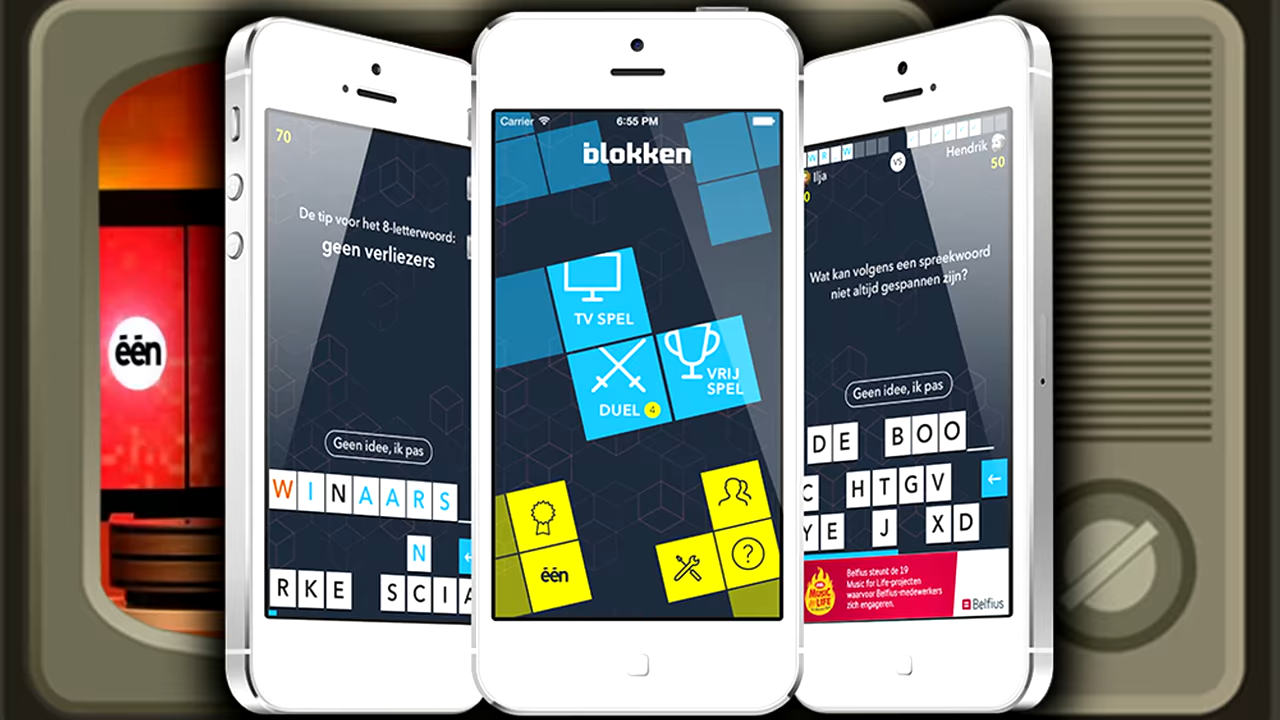 één
70
De tip voor het 8-letterwoord:
geen verliezers
Geen idee, ik pas
WINAARS
N
RKE SCIA
Carrier 6:55 PM
blokken
TV SPEL
DUEL 4
VRIJ
SPEL
één
?
W R W
VS
Ilja
Hendrik
50
Wat kan volgens een spreekwoord
niet altijd gespannen zijn?
Geen idee, ik pas
DE BOO_
C HTGV
YE J XD
MUSIC
LIFE
Belfius steunt de 19
Music for Life-projecten
waarvoor Belfius-medewerkers
zich engageren.
Belfius